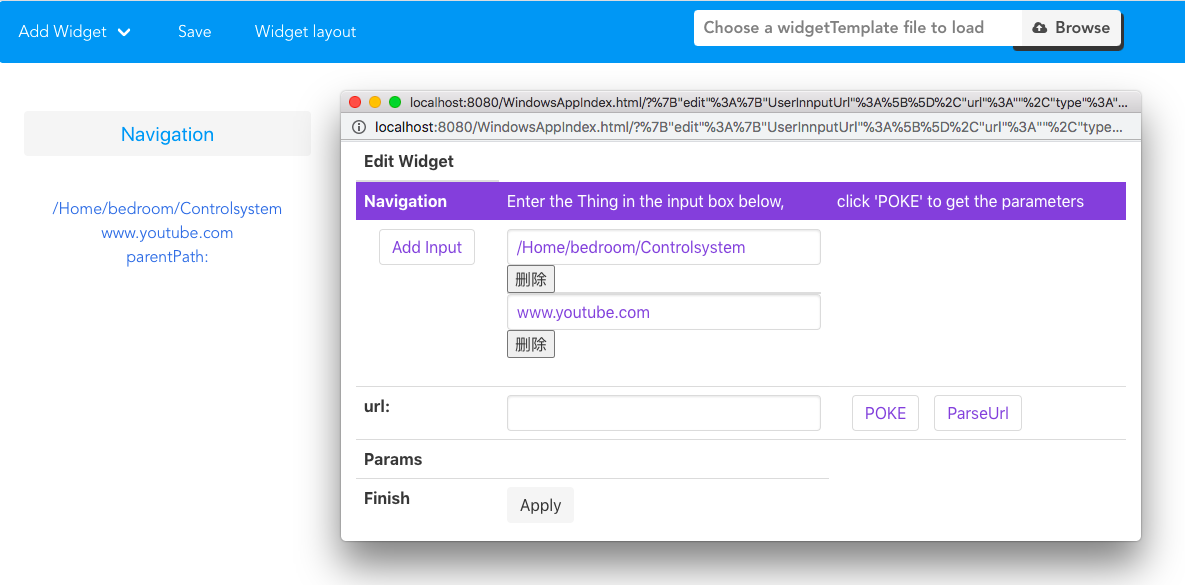 Add Widget Save Widget layout Choose a widgetTemplate file to load Browse
Navigation
/Home/bedroom/Controlsystem
www.youtube.com
parentPath:
localhost:8080/WindowsAppIndex.html/?%7B"edit"%3A%7B"UserInnputUrl"%3A%5B%5D%2C"url"%3A""%2C"type"%3A"...
localhost:8080/WindowsAppIndex.html/?%7B"edit"%3A%7B"UserInnputUrl"%3A%5B%5D%2C"url"%3A""%2C"type...
Edit Widget
Navigation Enter the Thing in the input box below, click 'POKE' to get the parameters
Add Input /Home/bedroom/Controlsystem
删除
www.youtube.com
删除
url: POKE ParseUrl
Params
Finish Apply